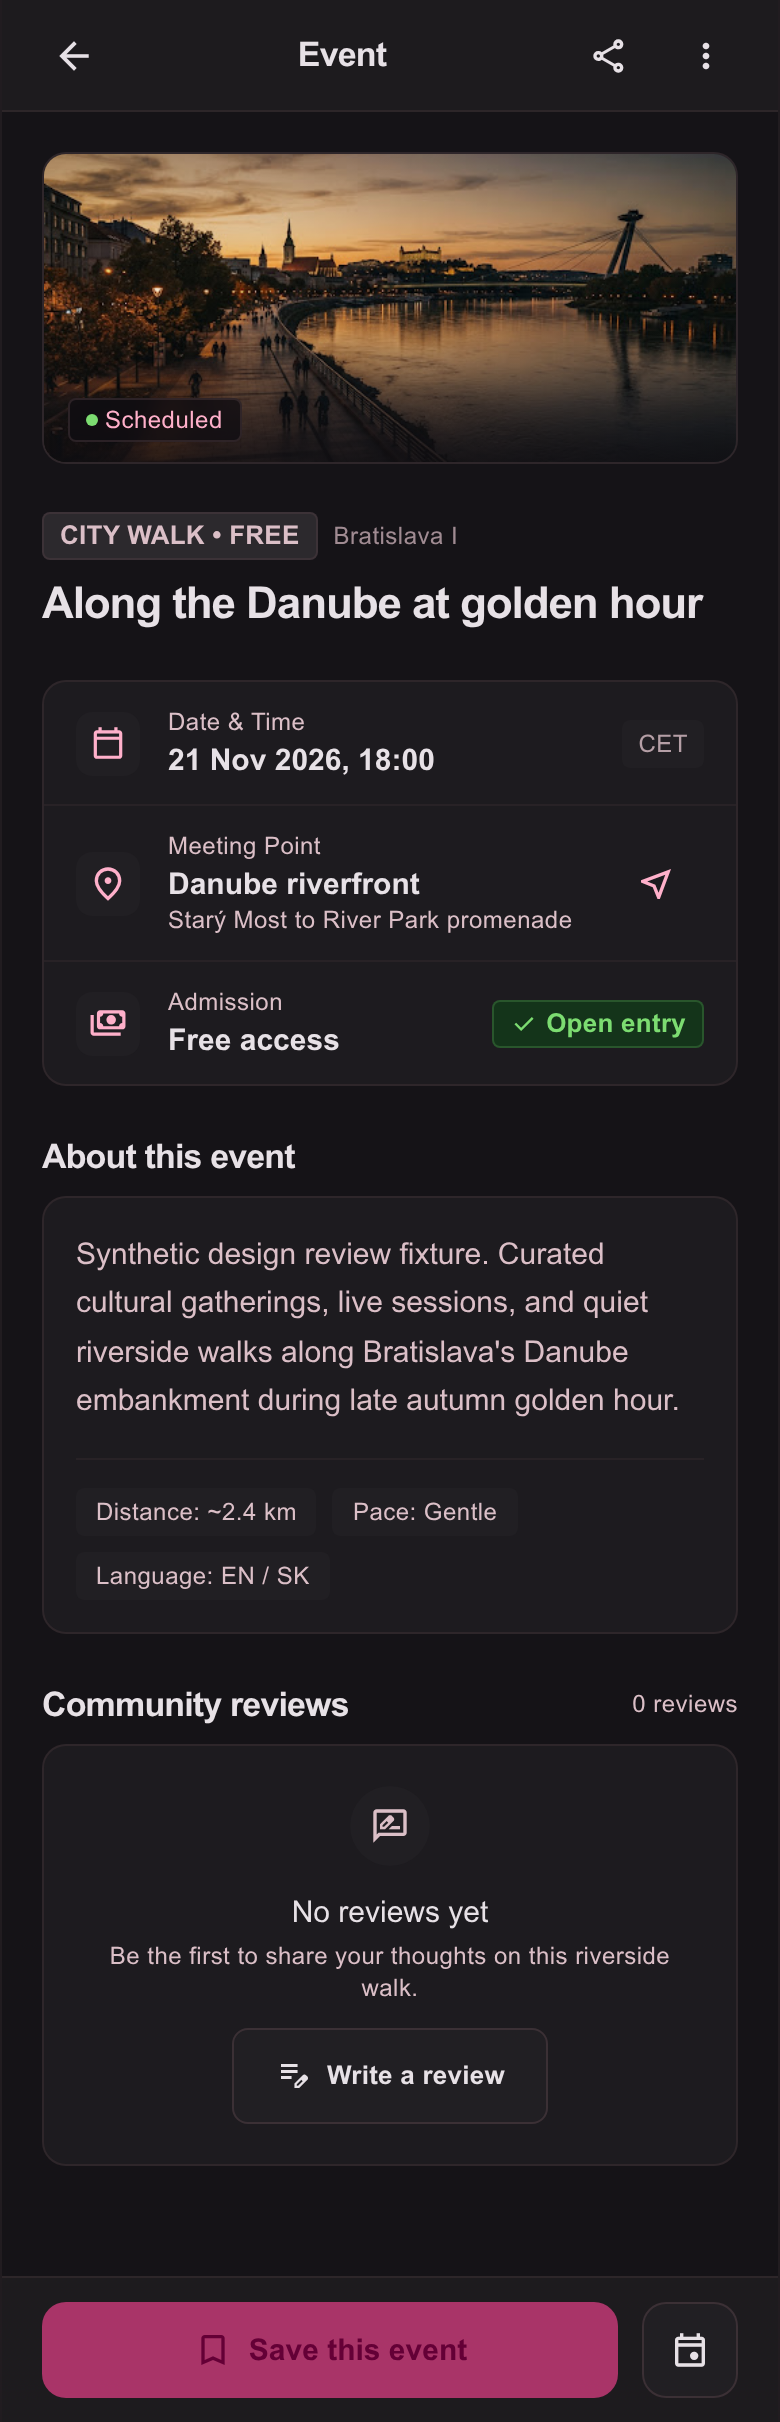 Event
Scheduled
CITY WALK • FREE Bratislava I
Along the Danube at golden hour
Date & Time
21 Nov 2026, 18:00
CET
Meeting Point
Danube riverfront
Starý Most to River Park promenade
Admission
Free access
Open entry
About this event
Synthetic design review fixture. Curated
cultural gatherings, live sessions, and quiet
riverside walks along Bratislava's Danube
embankment during late autumn golden hour.
Distance: ~2.4 km
Pace: Gentle
Language: EN / SK
Community reviews
0 reviews
No reviews yet
Be the first to share your thoughts on this riverside
walk.
Write a review
Save this event